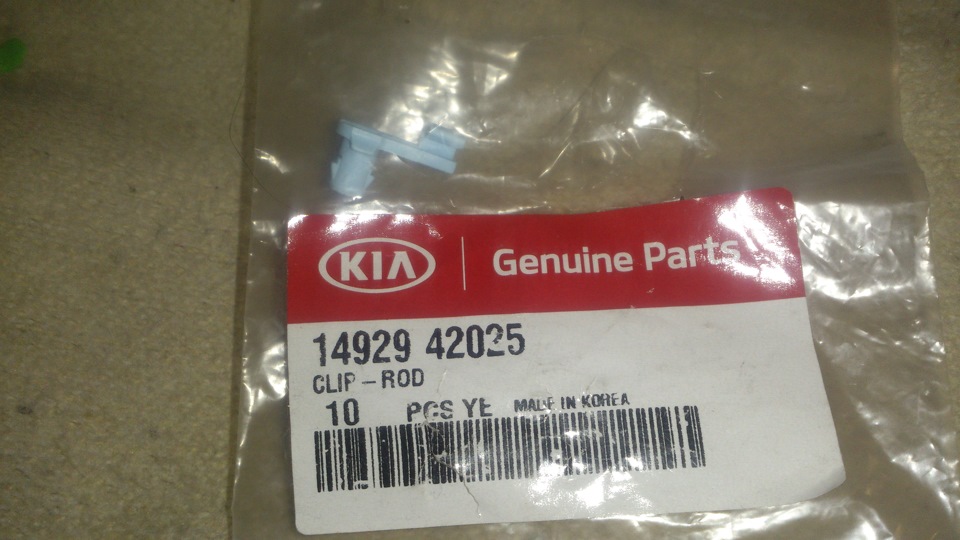 KIA Genuine Parts
14929 42025
CLIP-ROD
10 PCS YE MADE IN KOREA